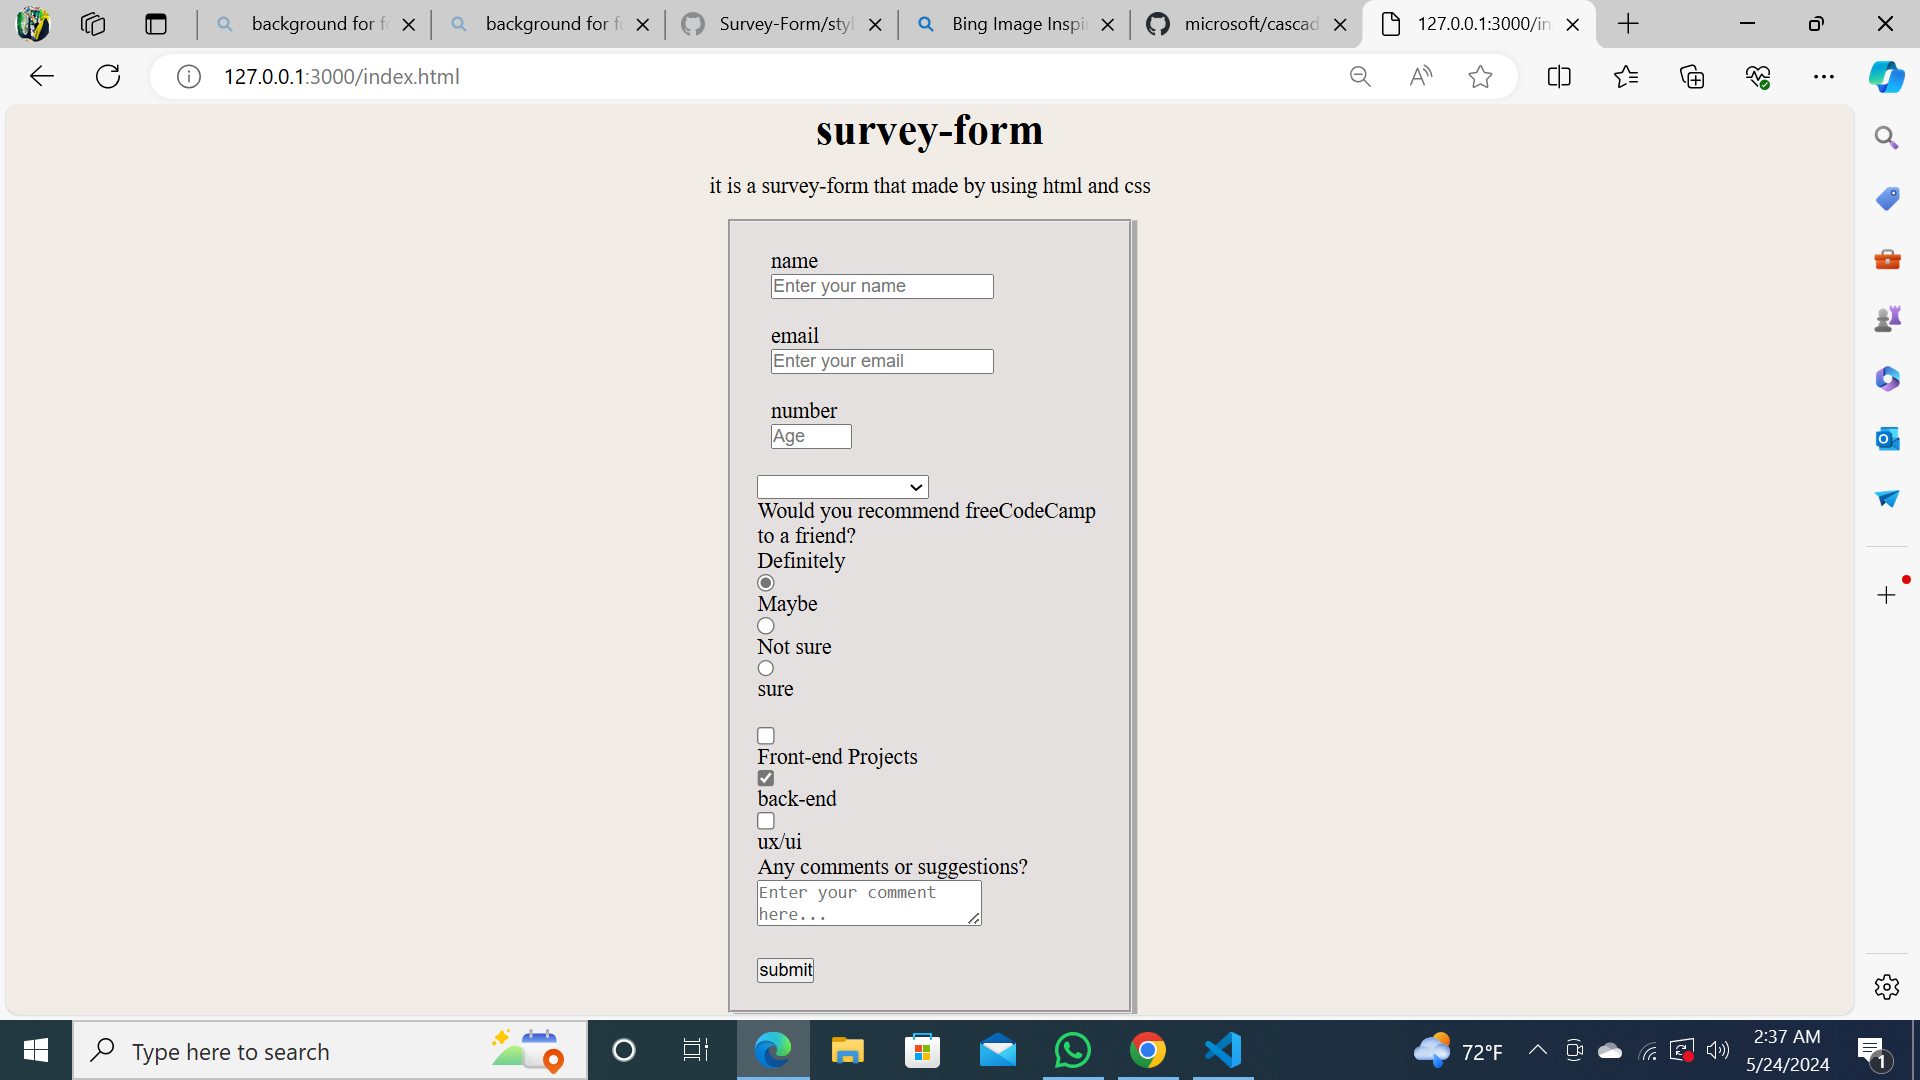 background for fo
background for fo
Survey-Form/styl
Bing Image Inspi
microsoft/cascad
127.0.0.1:3000/in
127.0.0.1:3000/index.html
survey-form
it is a survey-form that made by using html and css
name
Enter your name
email
Enter your email
number
Age
Would you recommend freeCodeCamp
to a friend?
Definitely
Maybe
Not sure
sure
Front-end Projects
back-end
ux/ui
Any comments or suggestions?
Enter your comment
here...
submit
Type here to search
72°F
2:37 AM
5/24/2024
1